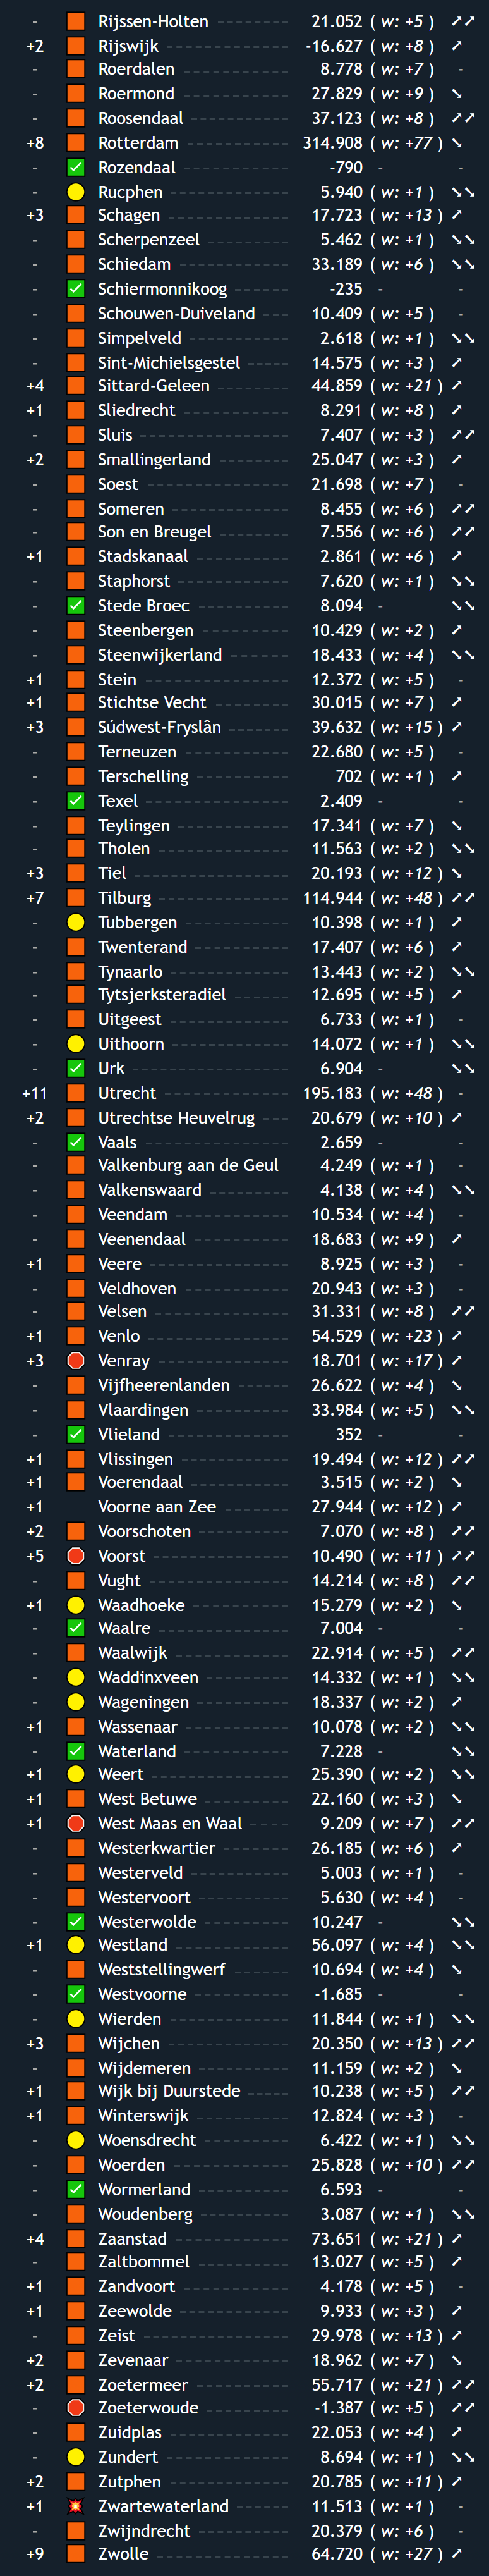 - Rijssen-Holten 21.052 ( w: +5 ) ➚➚
+2 Rijswijk -16.627 ( w: +8 ) ➚
- Roerdalen 8.778 ( w: +7 ) -
- Roermond 27.829 ( w: +9 ) ➘
- Roosendaal 37.123 ( w: +8 ) ➚➚
+8 Rotterdam 314.908 ( w: +77 ) ➘
- Rozendaal -790 - -
- Rucphen 5.940 ( w: +1 ) ➘➘
+3 Schagen 17.723 ( w: +13 ) ➚
- Scherpenzeel 5.462 ( w: +1 ) ➘➘
- Schiedam 33.189 ( w: +6 ) ➘➘
- Schiermonnikoog -235 - -
- Schouwen-Duiveland 10.409 ( w: +5 ) -
- Simpelveld 2.618 ( w: +1 ) ➘➘
- Sint-Michielsgestel 14.575 ( w: +3 ) ➚
+4 Sittard-Geleen 44.859 ( w: +21 ) ➚
+1 Sliedrecht 8.291 ( w: +8 ) ➚
- Sluis 7.407 ( w: +3 ) ➚➚
+2 Smallingerland 25.047 ( w: +3 ) ➚
- Soest 21.698 ( w: +7 ) -
- Someren 8.455 ( w: +6 ) ➚➚
- Son en Breugel 7.556 ( w: +6 ) ➚➚
+1 Stadskanaal 2.861 ( w: +6 ) ➚
- Staphorst 7.620 ( w: +1 ) ➘➘
- Stede Broec 8.094 - ➘➘
- Steenbergen 10.429 ( w: +2 ) ➚
- Steenwijkerland 18.433 ( w: +4 ) ➘➘
+1 Stein 12.372 ( w: +5 ) -
+1 Stichtse Vecht 30.015 ( w: +7 ) ➚
+3 Súdwest-Fryslân 39.632 ( w: +15 ) ➚
- Terneuzen 22.680 ( w: +5 ) -
- Terschelling 702 ( w: +1 ) ➚
- Texel 2.409 - -
- Teylingen 17.341 ( w: +7 ) ➘
- Tholen 11.563 ( w: +2 ) ➘➘
+3 Tiel 20.193 ( w: +12 ) ➘
+7 Tilburg 114.944 ( w: +48 ) ➚➚
- Tubbergen 10.398 ( w: +1 ) ➚
- Twenterand 17.407 ( w: +6 ) ➚
- Tynaarlo 13.443 ( w: +2 ) ➘➘
- Tytsjerksteradiel 12.695 ( w: +5 ) ➚
- Uitgeest 6.733 ( w: +1 ) -
- Uithoorn 14.072 ( w: +1 ) ➘➘
- Urk 6.904 - ➘➘
+11 Utrecht 195.183 ( w: +48 ) -
+2 Utrechtse Heuvelrug 20.679 ( w: +10 ) ➚
- Vaals 2.659 - -
- Valkenburg aan de Geul 4.249 ( w: +1 ) -
- Valkenswaard 4.138 ( w: +4 ) ➘➘
- Veendam 10.534 ( w: +4 ) -
- Veenendaal 18.683 ( w: +9 ) ➚
+1 Veere 8.925 ( w: +3 ) -
- Veldhoven 20.943 ( w: +3 ) -
- Velsen 31.331 ( w: +8 ) ➚➚
+1 Venlo 54.529 ( w: +23 ) ➚
+3 Venray 18.701 ( w: +17 ) ➚
- Vijfheerenlanden 26.622 ( w: +4 ) ➘
- Vlaardingen 33.984 ( w: +5 ) ➘➘
- Vlieland 352 - -
+1 Vlissingen 19.494 ( w: +12 ) ➚➚
+1 Voerendaal 3.515 ( w: +2 ) ➘
+1 Voorne aan Zee 27.944 ( w: +12 ) ➚
+2 Voorschoten 7.070 ( w: +8 ) ➚➚
+5 Voorst 10.490 ( w: +11 ) ➚➚
- Vught 14.214 ( w: +8 ) ➚➚
+1 Waadhoeke 15.279 ( w: +2 ) ➘
- Waalre 7.004 - -
- Waalwijk 22.914 ( w: +5 ) ➚➚
- Waddinxveen 14.332 ( w: +1 ) ➘➘
- Wageningen 18.337 ( w: +2 ) ➚
+1 Wassenaar 10.078 ( w: +2 ) ➘➘
- Waterland 7.228 - ➘➘
+1 Weert 25.390 ( w: +2 ) ➘➘
+1 West Betuwe 22.160 ( w: +3 ) ➘
+1 West Maas en Waal 9.209 ( w: +7 ) ➚➚
- Westerkwartier 26.185 ( w: +6 ) ➚
- Westerveld 5.003 ( w: +1 ) -
- Westervoort 5.630 ( w: +4 ) -
- Westerwolde 10.247 - ➘➘
+1 Westland 56.097 ( w: +4 ) ➘➘
- Weststellingwerf 10.694 ( w: +4 ) ➘
- Westvoorne -1.685 - -
- Wierden 11.844 ( w: +1 ) ➘➘
+3 Wijchen 20.350 ( w: +13 ) ➚➚
- Wijdemeren 11.159 ( w: +2 ) ➘
+1 Wijk bij Duurstede 10.238 ( w: +5 ) ➚➚
+1 Winterswijk 12.824 ( w: +3 ) -
- Woensdrecht 6.422 ( w: +1 ) ➘➘
- Woerden 25.828 ( w: +10 ) ➚➚
- Wormerland 6.593 - -
- Woudenberg 3.087 ( w: +1 ) ➘➘
+4 Zaanstad 73.651 ( w: +21 ) ➚
- Zaltbommel 13.027 ( w: +5 ) ➚
+1 Zandvoort 4.178 ( w: +5 ) -
+1 Zeewolde 9.933 ( w: +3 ) ➚
- Zeist 29.978 ( w: +13 ) ➚
+2 Zevenaar 18.962 ( w: +7 ) ➘
+2 Zoetermeer 55.717 ( w: +21 ) ➚➚
- Zoeterwoude -1.387 ( w: +5 ) ➚➚
- Zuidplas 22.053 ( w: +4 ) ➚
- Zundert 8.694 ( w: +1 ) ➘➘
+2 Zutphen 20.785 ( w: +11 ) ➚
+1 Zwartewaterland 11.513 ( w: +1 ) -
- Zwijndrecht 20.379 ( w: +6 ) -
+9 Zwolle 64.720 ( w: +27 ) ➚